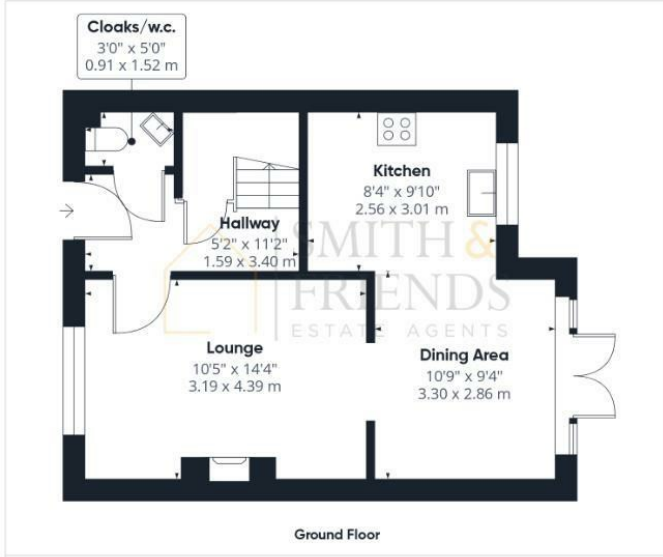 Cloaks/w.c.
3'0" x 5'0"
0.91 x 1.52 m
Kitchen
8'4" x 9'10"
2.56 x 3.01 m
Hallway
5'2" x 11'2"
1.59 x 3.40 m
SMITH &
FRIENDS
ESTATE AGENTS
Lounge
10'5" x 14'4"
3.19 x 4.39 m
Dining Area
10'9" x 9'4"
3.30 x 2.86 m
Ground Floor